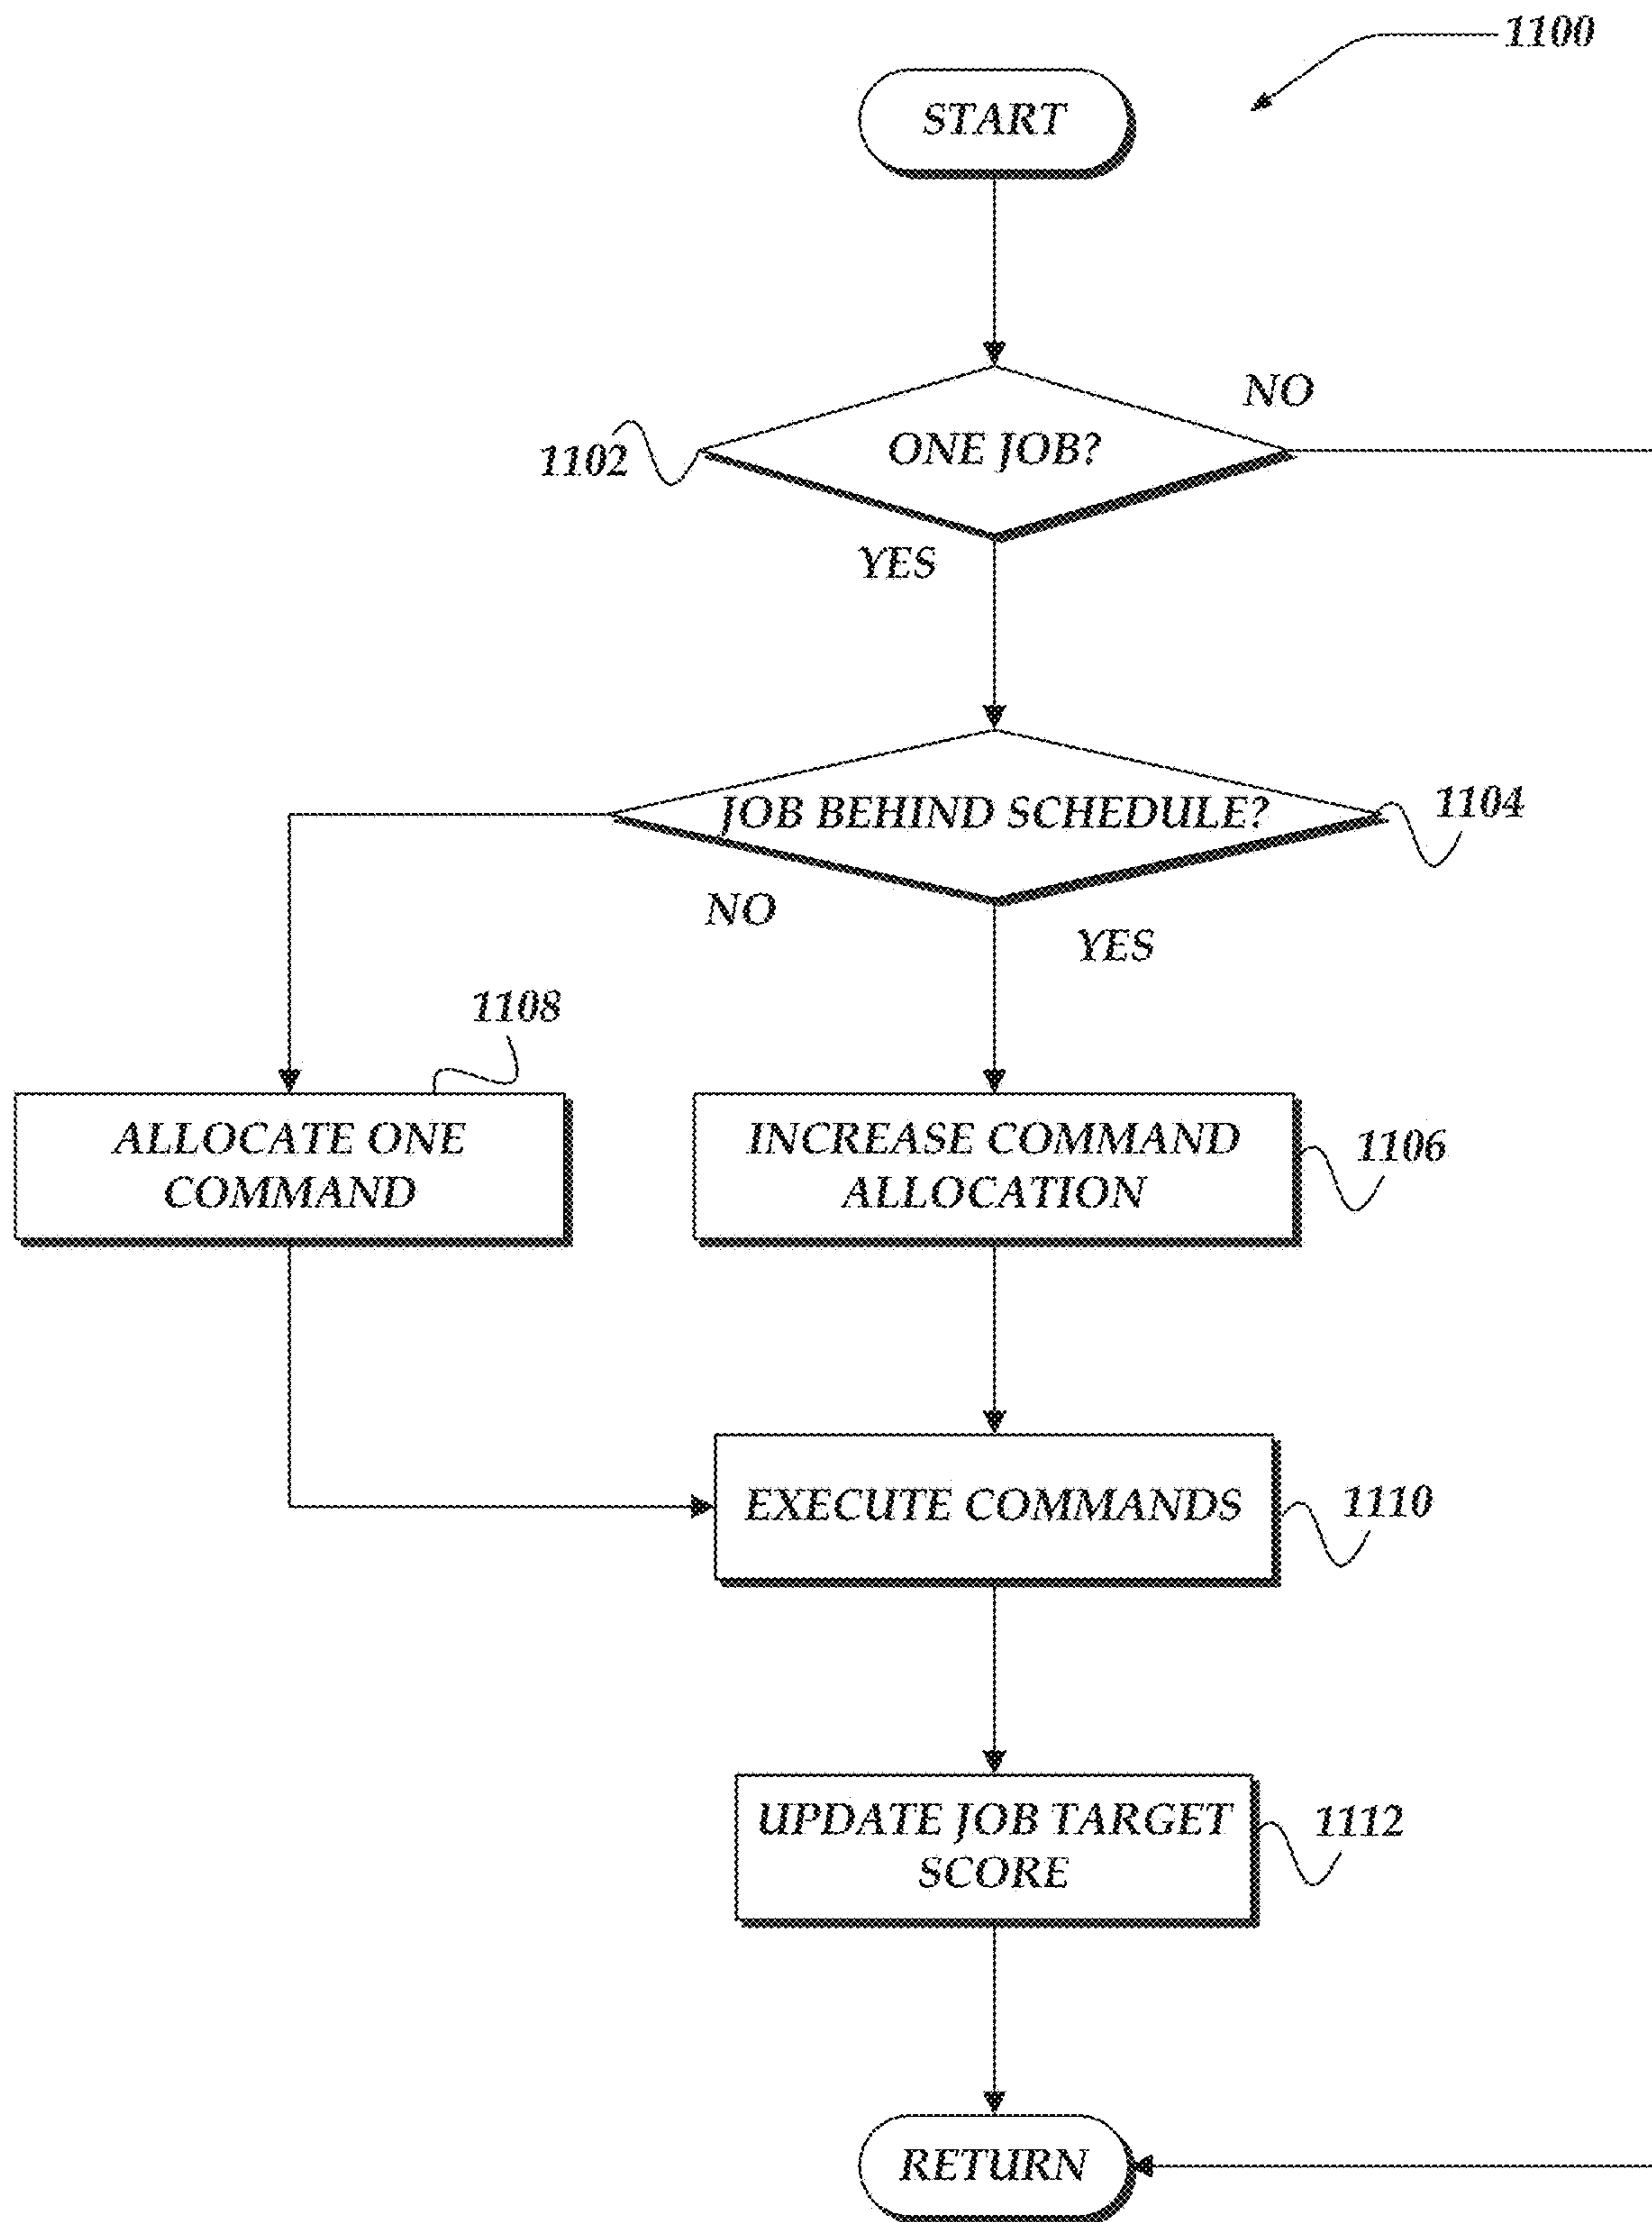 1100
START
NO
ONE JOB?
1102
YES
JOB BEHIND SCHEDULE?
1104
NO
YES
1108
ALLOCATE ONE
COMMAND
INCREASE COMMAND
ALLOCATION
1106
EXECUTE COMMANDS
1110
UPDATE JOB TARGET
SCORE
1112
RETURN